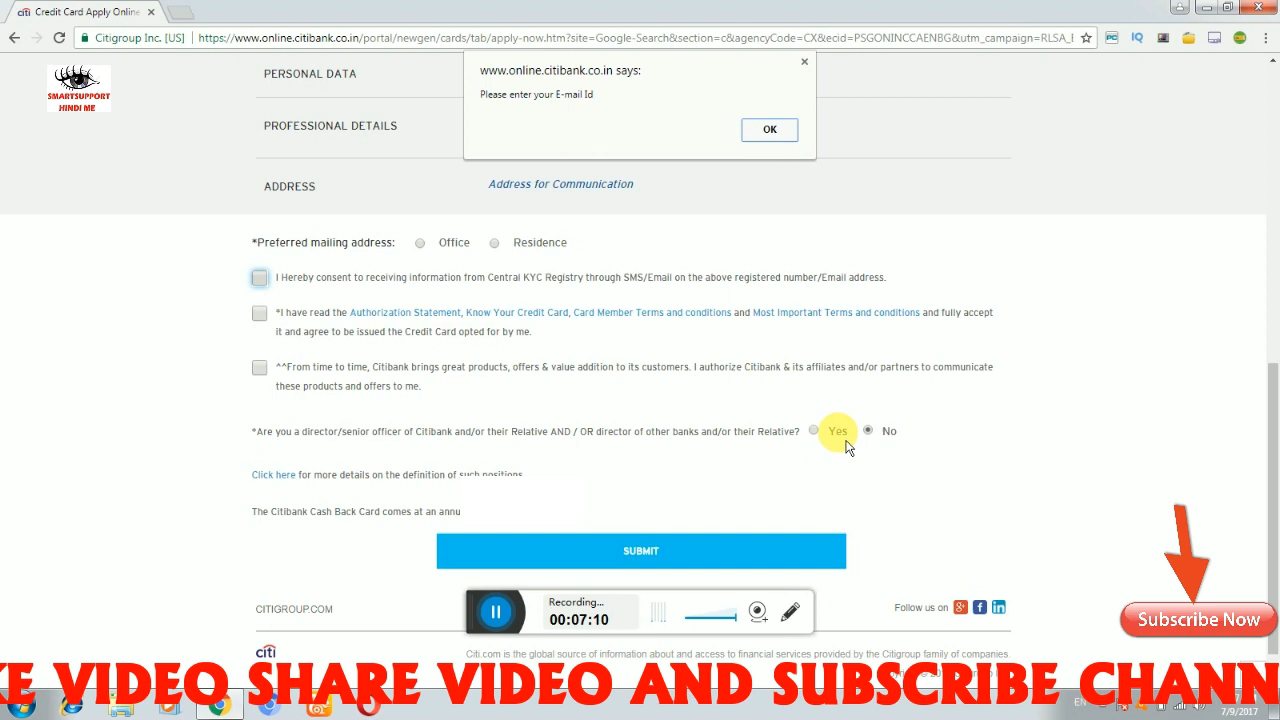 citi Credit Card Apply Online
Citigroup Inc. [US] https://www.online.citibank.co.in/portal/newgen/cards/tab/apply-now.htm?site=Google-Search&section=c&agencyCode=CX&ecid=PSGONINCCAENBG&utm_campaign=RLSA_
PC IQ
SMARTSUPPORT
HINDI ME
www.online.citibank.co.in says:
Please enter your E-mail Id
OK
PERSONAL DATA
PROFESSIONAL DETAILS
ADDRESS Address for Communication
*Preferred mailing address: Office Residence
I Hereby consent to receiving information from Central KYC Registry through SMS/Email on the above registered number/Email address.
*I have read the Authorization Statement, Know Your Credit Card, Card Member Terms and conditions and Most Important Terms and conditions and fully accept
it and agree to be issued the Credit Card opted for by me.
^^From time to time, Citibank brings great products, offers & value addition to its customers. I authorize Citibank & its affiliates and/or partners to communicate
these products and offers to me.
*Are you a director/senior officer of Citibank and/or their Relative AND / OR director of other banks and/or their Relative? Yes No
Click here for more details on the definition of such positions
The Citibank Cash Back Card comes at an annu
SUBMIT
Recording...
00:07:10
CITIGROUP.COM
Follow us on
Subscribe Now
citi
Citi.com is the global source of information about and access to financial services provided by the Citigroup family of companies.
KE VIDEO SHARE VIDEO AND SUBSCRIBE CHANN
EN
7/9/2017